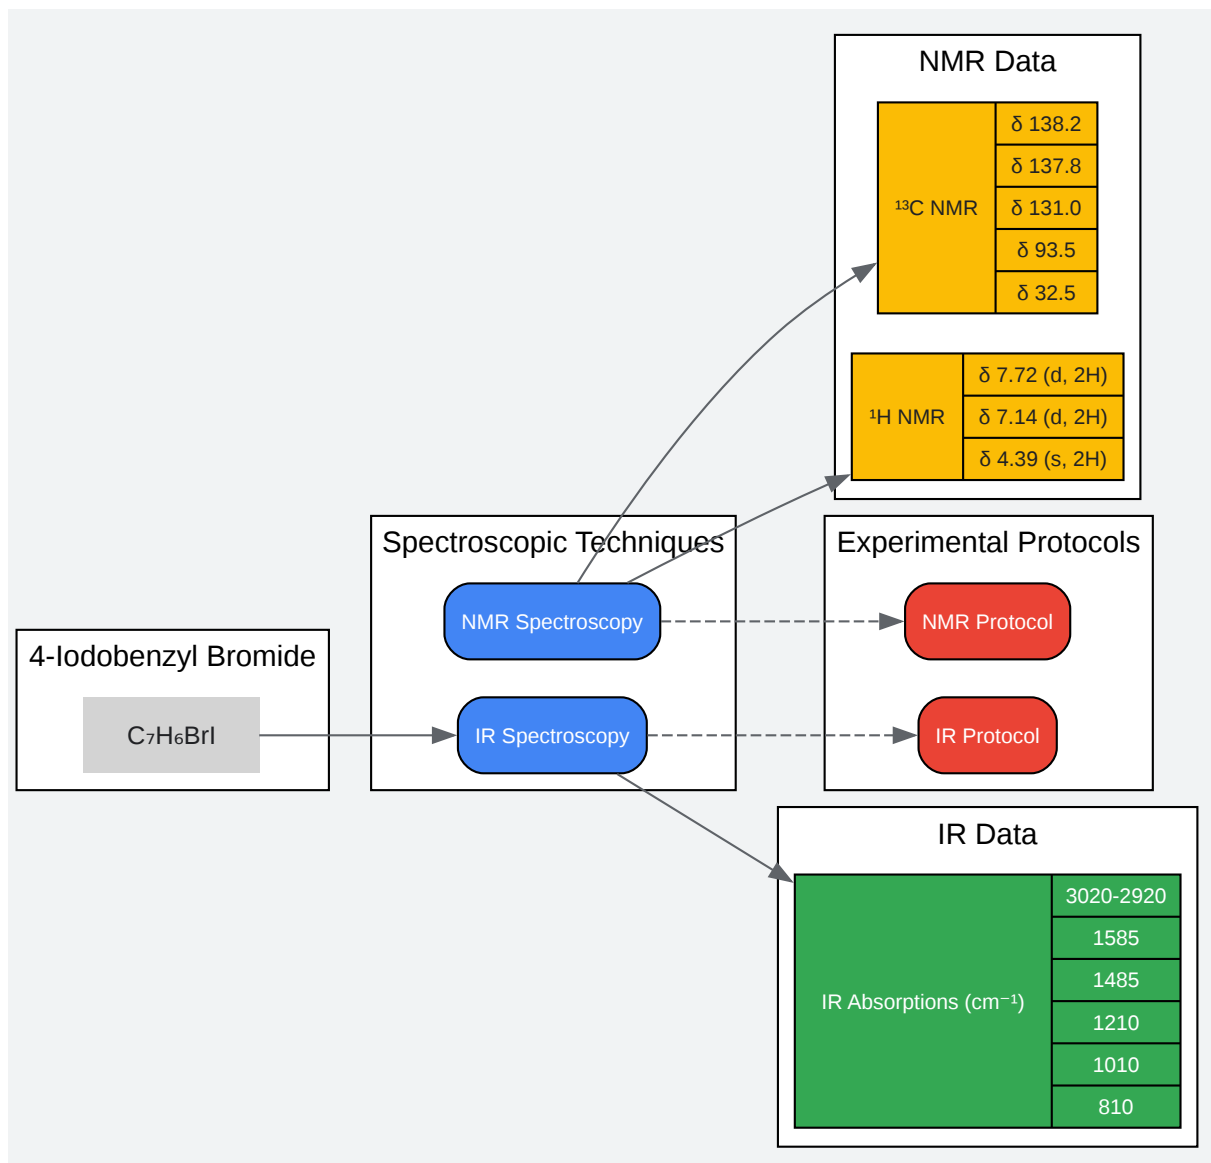 NMR Data
¹³C NMR
δ 138.2
δ 137.8
δ 131.0
δ 93.5
δ 32.5
¹H NMR
δ 7.72 (d, 2H)
δ 7.14 (d, 2H)
δ 4.39 (s, 2H)
Spectroscopic Techniques
NMR Spectroscopy
IR Spectroscopy
Experimental Protocols
NMR Protocol
IR Protocol
4-Iodobenzyl Bromide
C₇H₆BrI
IR Data
IR Absorptions (cm⁻¹)
3020-2920
1585
1485
1210
1010
810